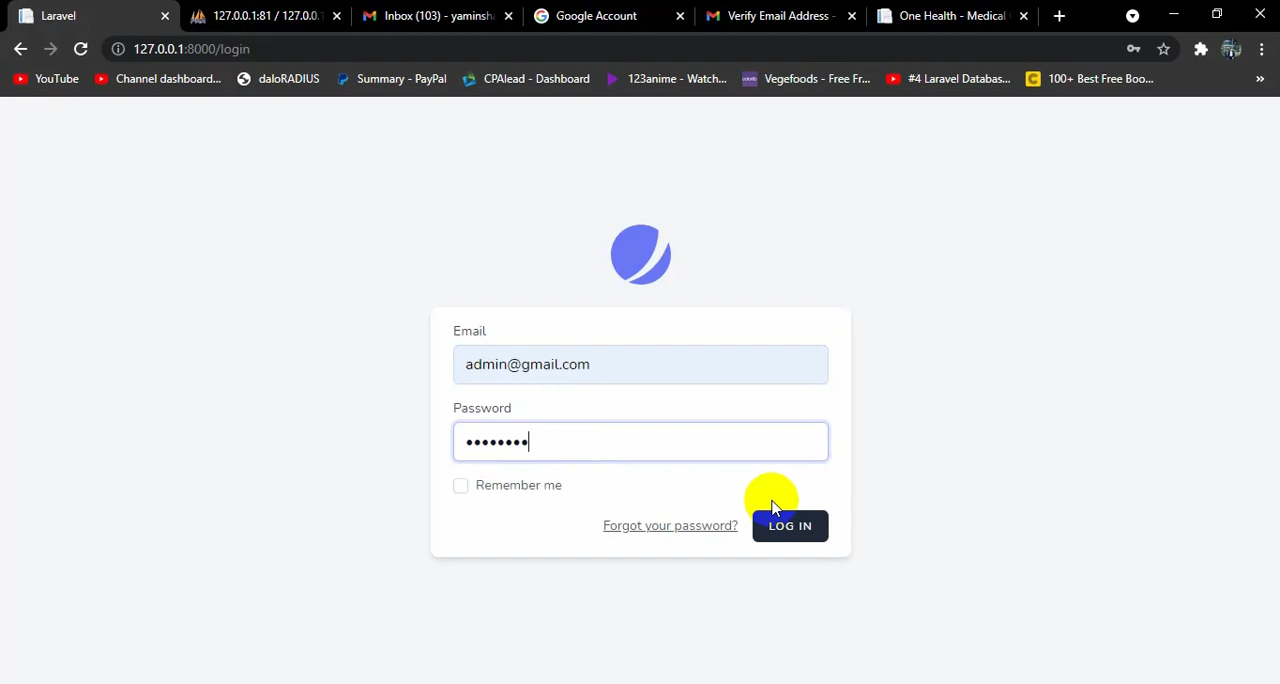 Laravel
127.0.0.1:81 / 127.0.0.
Inbox (103) - yaminsha
Google Account
Verify Email Address -
One Health - Medical
127.0.0.1:8000/login
YouTube
Channel dashboard...
daloRADIUS
Summary - PayPal
CPAlead - Dashboard
123anime - Watch...
Vegefoods - Free Fr...
#4 Laravel Databas...
100+ Best Free Boo...
»
Email
admin@gmail.com
Password
••••••••
Remember me
Forgot your password?
LOG IN